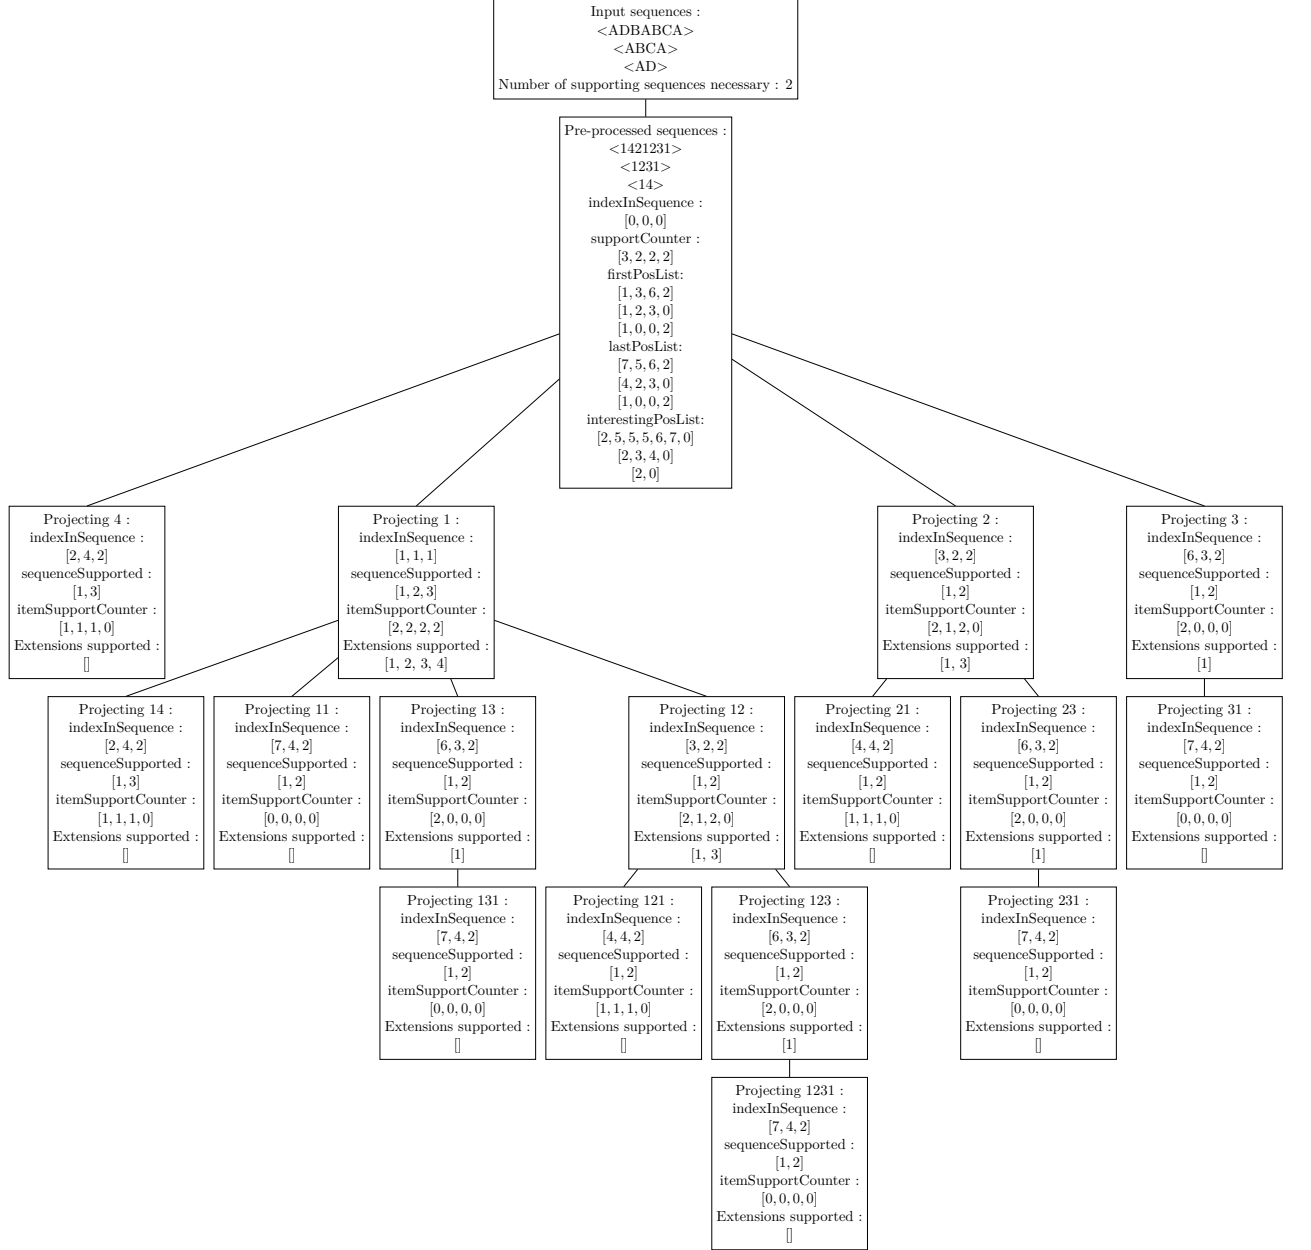 Input sequences :
<ADBABCA>
<ABCA>
<AD>
Number of supporting sequences necessary : 2
Pre-processed sequences :
<1421231>
<1231>
<14>
indexInSequence :
[0, 0, 0]
supportCounter :
[3, 2, 2, 2]
firstPosList:
[1, 3, 6, 2]
[1, 2, 3, 0]
[1, 0, 0, 2]
lastPosList:
[7, 5, 6, 2]
[4, 2, 3, 0]
[1, 0, 0, 2]
interestingPosList:
[2, 5, 5, 5, 6, 7, 0]
[2, 3, 4, 0]
[2, 0]
Projecting 4 :
indexInSequence :
[2, 4, 2]
sequenceSupported :
[1, 3]
itemSupportCounter :
[1, 1, 1, 0]
Extensions supported :
[]
Projecting 1 :
indexInSequence :
[1, 1, 1]
sequenceSupported :
[1, 2, 3]
itemSupportCounter :
[2, 2, 2, 2]
Extensions supported :
[1, 2, 3, 4]
Projecting 2 :
indexInSequence :
[3, 2, 2]
sequenceSupported :
[1, 2]
itemSupportCounter :
[2, 1, 2, 0]
Extensions supported :
[1, 3]
Projecting 3 :
indexInSequence :
[6, 3, 2]
sequenceSupported :
[1, 2]
itemSupportCounter :
[2, 0, 0, 0]
Extensions supported :
[1]
Projecting 14 :
indexInSequence :
[2, 4, 2]
sequenceSupported :
[1, 3]
itemSupportCounter :
[1, 1, 1, 0]
Extensions supported :
[]
Projecting 11 :
indexInSequence :
[7, 4, 2]
sequenceSupported :
[1, 2]
itemSupportCounter :
[0, 0, 0, 0]
Extensions supported :
[]
Projecting 13 :
indexInSequence :
[6, 3, 2]
sequenceSupported :
[1, 2]
itemSupportCounter :
[2, 0, 0, 0]
Extensions supported :
[1]
Projecting 12 :
indexInSequence :
[3, 2, 2]
sequenceSupported :
[1, 2]
itemSupportCounter :
[2, 1, 2, 0]
Extensions supported :
[1, 3]
Projecting 21 :
indexInSequence :
[4, 4, 2]
sequenceSupported :
[1, 2]
itemSupportCounter :
[1, 1, 1, 0]
Extensions supported :
[]
Projecting 23 :
indexInSequence :
[6, 3, 2]
sequenceSupported :
[1, 2]
itemSupportCounter :
[2, 0, 0, 0]
Extensions supported :
[1]
Projecting 31 :
indexInSequence :
[7, 4, 2]
sequenceSupported :
[1, 2]
itemSupportCounter :
[0, 0, 0, 0]
Extensions supported :
[]
Projecting 131 :
indexInSequence :
[7, 4, 2]
sequenceSupported :
[1, 2]
itemSupportCounter :
[0, 0, 0, 0]
Extensions supported :
[]
Projecting 121 :
indexInSequence :
[4, 4, 2]
sequenceSupported :
[1, 2]
itemSupportCounter :
[1, 1, 1, 0]
Extensions supported :
[]
Projecting 123 :
indexInSequence :
[6, 3, 2]
sequenceSupported :
[1, 2]
itemSupportCounter :
[2, 0, 0, 0]
Extensions supported :
[1]
Projecting 231 :
indexInSequence :
[7, 4, 2]
sequenceSupported :
[1, 2]
itemSupportCounter :
[0, 0, 0, 0]
Extensions supported :
[]
Projecting 1231 :
indexInSequence :
[7, 4, 2]
sequenceSupported :
[1, 2]
itemSupportCounter :
[0, 0, 0, 0]
Extensions supported :
[]